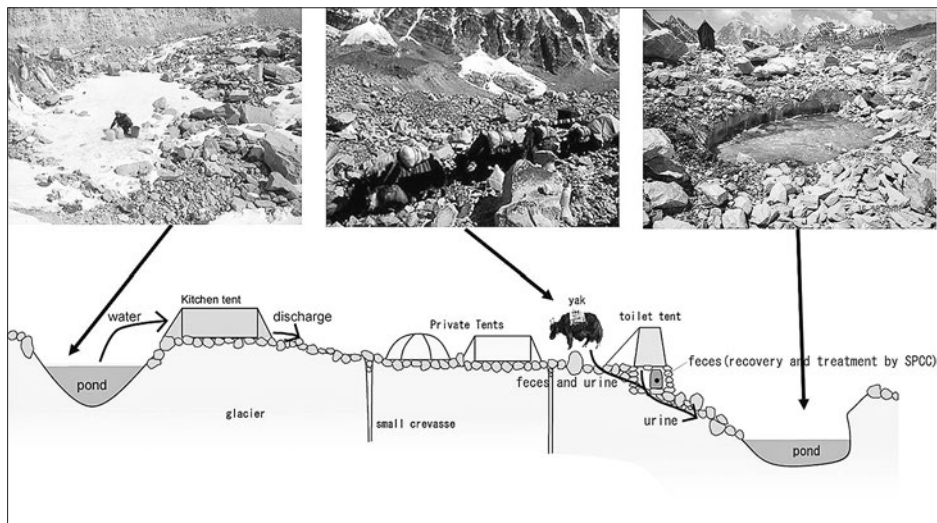 Kitchen tent
water
discharge
Private Tents
yak
toilet tent
feces(recovery and treatment by SPCC)
feces and urine
pond
glacier
small crevasse
urine
pond